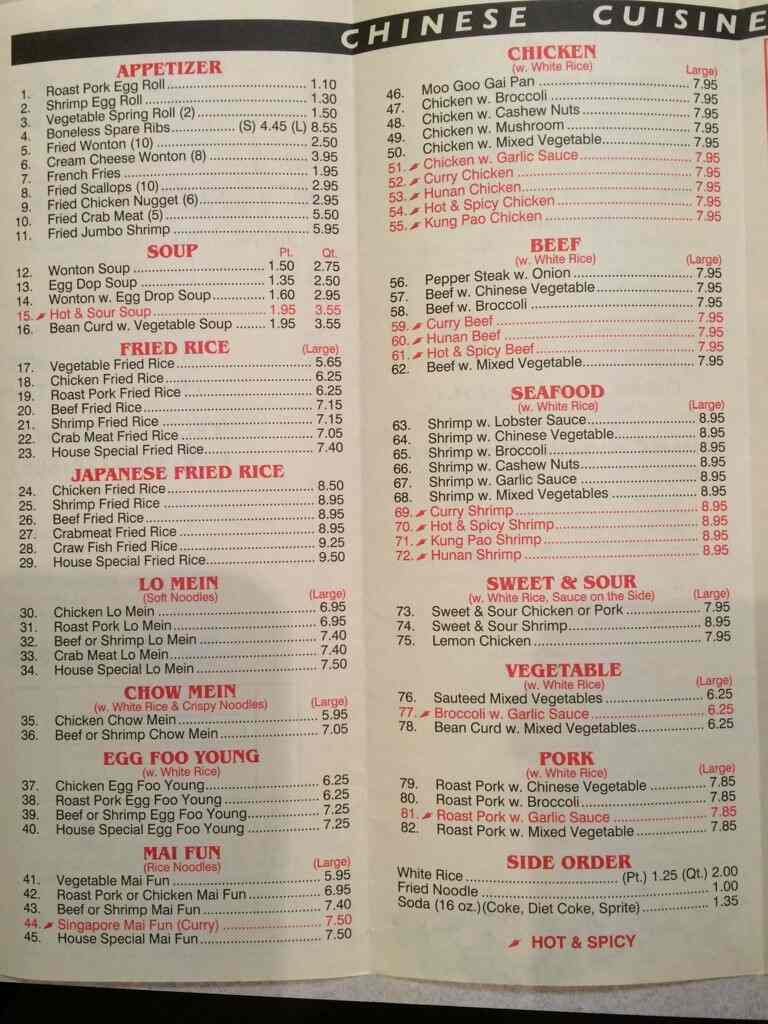 CHINESE CUISINE
APPETIZER
1. Roast Pork Egg Roll 1.10
2. Shrimp Egg Roll 1.30
3. Vegetable Spring Roll (2) 1.50
4. Boneless Spare Ribs (S) 4.45 (L) 8.55
5. Fried Wonton (10) 2.50
6. Cream Cheese Wonton (8) 3.95
7. French Fries 1.95
8. Fried Scallops (10) 2.95
9. Fried Chicken Nugget (6) 2.95
10. Fried Crab Meat (5) 5.50
11. Fried Jumbo Shrimp 5.95
SOUP Pt. Qt.
12. Wonton Soup 1.50 2.75
13. Egg Dop Soup 1.35 2.50
14. Wonton w. Egg Drop Soup 1.60 2.95
15. Hot & Sour Soup 1.95 3.55
16. Bean Curd w. Vegetable Soup 1.95 3.55
FRIED RICE (Large)
17. Vegetable Fried Rice 5.65
18. Chicken Fried Rice 6.25
19. Roast Pork Fried Rice 6.25
20. Beef Fried Rice 7.15
21. Shrimp Fried Rice 7.15
22. Crab Meat Fried Rice 7.05
23. House Special Fried Rice 7.40
JAPANESE FRIED RICE
24. Chicken Fried Rice 8.50
25. Shrimp Fried Rice 8.95
26. Beef Fried Rice 8.95
27. Crabmeat Fried Rice 8.95
28. Craw Fish Fried Rice 9.25
29. House Special Fried Rice 9.50
LO MEIN
(Soft Noodles) (Large)
30. Chicken Lo Mein 6.95
31. Roast Pork Lo Mein 6.95
32. Beef or Shrimp Lo Mein 7.40
33. Crab Meat Lo Mein 7.40
34. House Special Lo Mein 7.50
CHOW MEIN
(w. White Rice & Crispy Noodles) (Large)
35. Chicken Chow Mein 5.95
36. Beef or Shrimp Chow Mein 7.05
EGG FOO YOUNG
(w. White Rice)
37. Chicken Egg Foo Young 6.25
38. Roast Pork Egg Foo Young 6.25
39. Beef or Shrimp Egg Foo Young 7.25
40. House Special Egg Foo Young 7.25
MAI FUN
(Rice Noodles) (Large)
41. Vegetable Mai Fun 5.95
42. Roast Pork or Chicken Mai Fun 6.95
43. Beef or Shrimp Mai Fun 7.40
44. Singapore Mai Fun (Curry) 7.50
45. House Special Mai Fun 7.50
CHICKEN
(w. White Rice) Large)
46. Moo Goo Gai Pan 7.95
47. Chicken w. Broccoli 7.95
48. Chicken w. Cashew Nuts 7.95
49. Chicken w. Mushroom 7.95
50. Chicken w. Mixed Vegetable 7.95
51. Chicken w. Garlic Sauce 7.95
52. Curry Chicken 7.95
53. Hunan Chicken 7.95
54. Hot & Spicy Chicken 7.95
55. Kung Pao Chicken 7.95
BEEF
(w. White Rice) (Large)
56. Pepper Steak w. Onion 7.95
57. Beef w. Chinese Vegetable 7.95
58. Beef w. Broccoli 7.95
59. Curry Beef 7.95
60. Hunan Beef 7.95
61. Hot & Spicy Beef 7.95
62. Beef w. Mixed Vegetable 7.95
SEAFOOD
(w. White Rice) (Large)
63. Shrimp w. Lobster Sauce 8.95
64. Shrimp w. Chinese Vegetable 8.95
65. Shrimp w. Broccoli 8.95
66. Shrimp w. Cashew Nuts 8.95
67. Shrimp w. Garlic Sauce 8.95
68. Shrimp w. Mixed Vegetables 8.95
69. Curry Shrimp 8.95
70. Hot & Spicy Shrimp 8.95
71. Kung Pao Shrimp 8.95
72. Hunan Shrimp 8.95
SWEET & SOUR
(w. White Rice, Sauce on the Side) (Large)
73. Sweet & Sour Chicken or Pork 7.95
74. Sweet & Sour Shrimp 8.95
75. Lemon Chicken 7.95
VEGETABLE
(w. White Rice) (Large)
76. Sauteed Mixed Vegetables 6.25
77. Broccoli w. Garlic Sauce 6.25
78. Bean Curd w. Mixed Vegetables 6.25
PORK
(w. White Rice) (Large)
79. Roast Pork w. Chinese Vegetable 7.85
80. Roast Pork w. Broccoli 7.85
81. Roast Pork w. Garlic Sauce 7.85
82. Roast Pork w. Mixed Vegetable 7.85
SIDE ORDER
White Rice (Pt.) 1.25 (Qt.) 2.00
Fried Noodle 1.00
Soda (16 oz.)(Coke, Diet Coke, Sprite) 1.35
HOT & SPICY